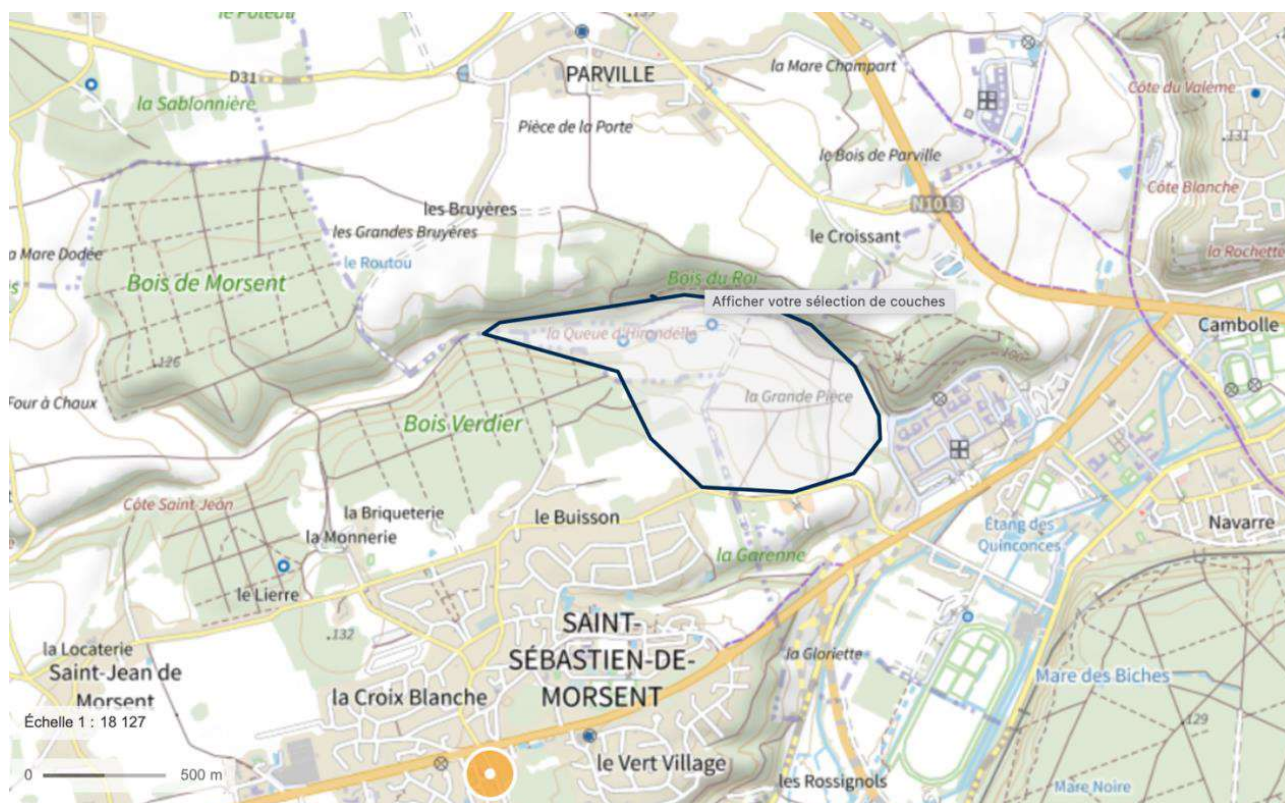 le Poteau
D31
la Sablonnière
PARVILLE
la Mare Champart
Côte du Valème
.131
Pièce de la Porte
le Bois de Parville
Côte Blanche
N1013
les Bruyères
les Grandes Bruyères
le Croissant
la Rochette
la Mare Dodée
le Routou
Bois de Morsent
Bois du Roi
Afficher votre sélection de couches
la Queue d'Hirondelle
Cambolle
.126
la Grande Pièce
Four à Chaux
Bois Verdier
Côte Saint-Jean
la Briqueterie
le Buisson
la Monnerie
Étang des
Quinconces
Navarre
la Garenne
le Lierre
.132
SAINT-
SÉBASTIEN-DE-
MORSENT
la Locaterie
Saint-Jean de
Morsent
la Croix Blanche
la Gloriette
Mare des Biches
.129
Échelle 1 : 18 127
0
500 m
le Vert Village
les Rossignols
Mare Noire